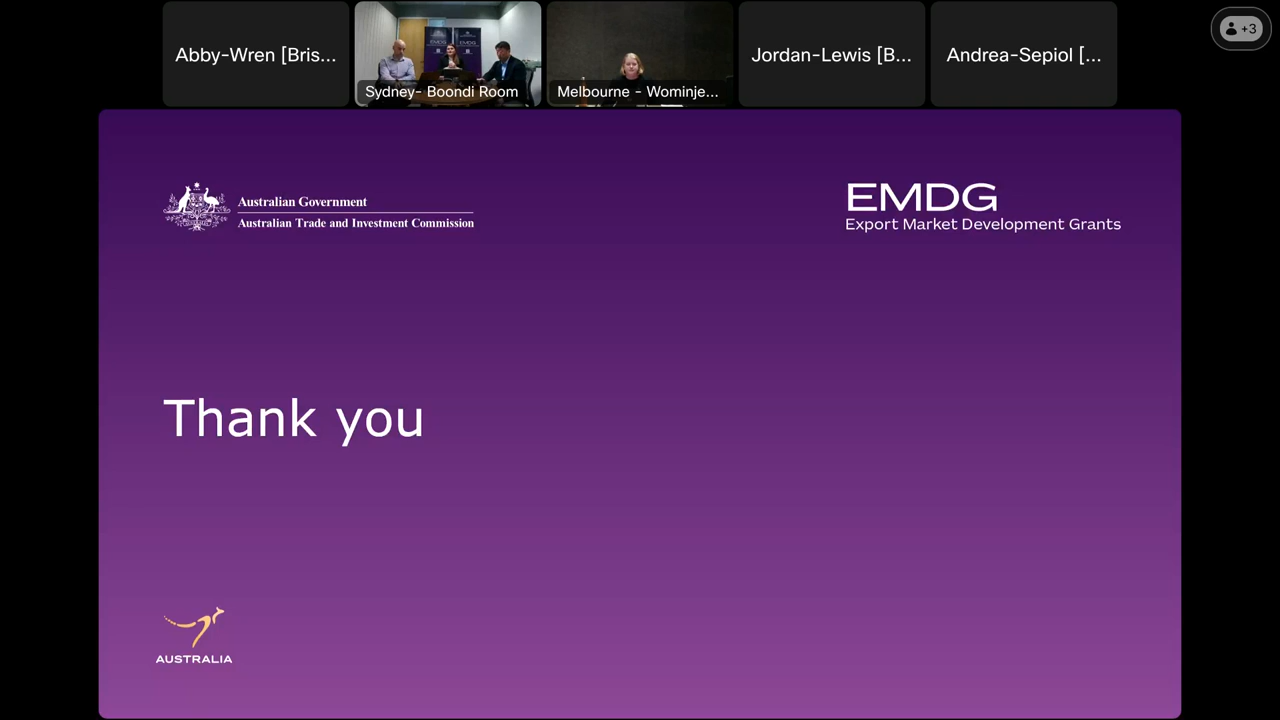 Abby-Wren [Bris...
Sydney- Boondi Room
Melbourne - Wominje...
Jordan-Lewis [B...
Andrea-Sepiol [...
+3
Australian Government
Australian Trade and Investment Commission
EMDG
Export Market Development Grants
Thank you
AUSTRALIA